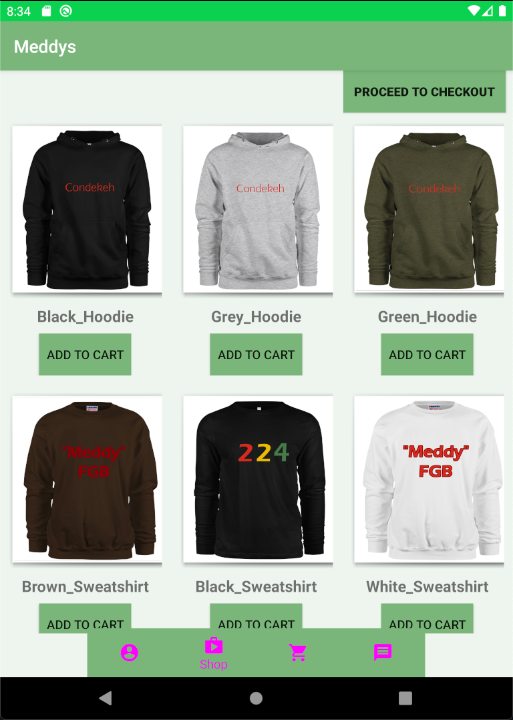 8:34
Meddys
PROCEED TO CHECKOUT
Condekeh
Condekeh
Condekeh
Black_Hoodie
Grey_Hoodie
Green_Hoodie
ADD TO CART
ADD TO CART
ADD TO CART
"Meddy"
FGB
224
"Meddy"
FGB
Brown_Sweatshirt
Black_Sweatshirt
White_Sweatshirt
ADD TO CART
ADD TO CART
ADD TO CART
Shop